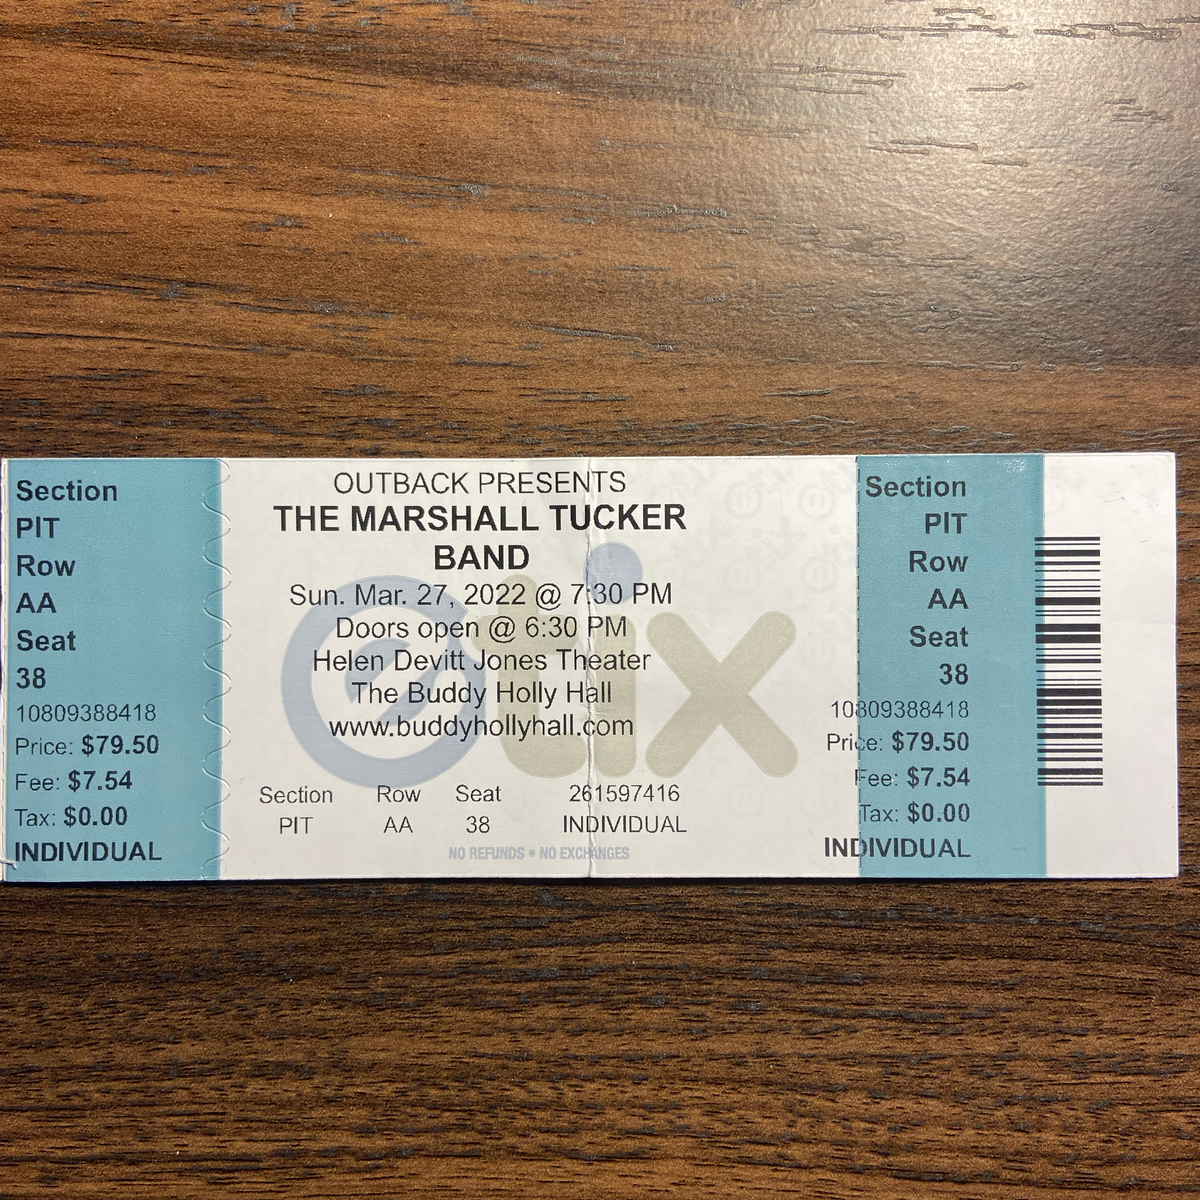 Section
PIT
Row
AA
Seat
38
10809388418
Price: $79.50
Fee: $7.54
Tax: $0.00
INDIVIDUAL
OUTBACK PRESENTS
THE MARSHALL TUCKER
BAND
Sun. Mar. 27, 2022 @ 7:30 PM
Doors open @ 6:30 PM
Helen Devitt Jones Theater
The Buddy Holly Hall
www.buddyhollyhall.com
etix
Section Row Seat 261597416
PIT AA 38 INDIVIDUAL
NO REFUNDS • NO EXCHANGES
Section
PIT
Row
AA
Seat
38
10809388418
Price: $79.50
Fee: $7.54
Tax: $0.00
INDIVIDUAL